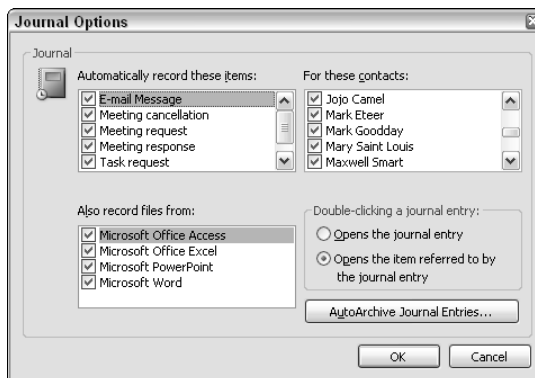 Journal Options
Journal
Automatically record these items:
E-mail Message
Meeting cancellation
Meeting request
Meeting response
Task request
For these contacts:
Jojo Camel
Mark Eteer
Mark Goodday
Mary Saint Louis
Maxwell Smart
Also record files from:
Microsoft Office Access
Microsoft Office Excel
Microsoft PowerPoint
Microsoft Word
Double-clicking a journal entry:
Opens the journal entry
Opens the item referred to by
the journal entry
AutoArchive Journal Entries...
OK
Cancel